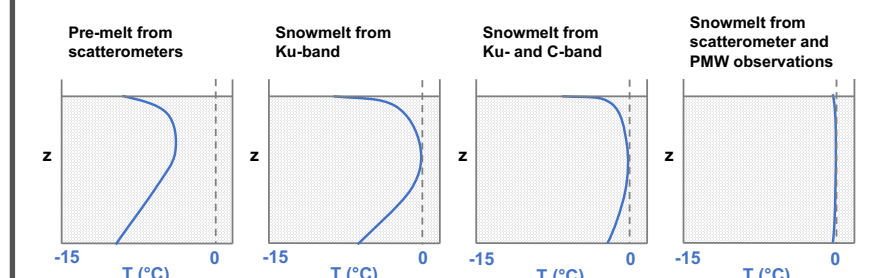 Pre-melt from
scatterometers
Snowmelt from
Ku-band
Snowmelt from
Ku- and C-band
Snowmelt from
scatterometer and
PMW observations
z
z
z
z
-15 0
T (°C)
-15 0
T (°C)
-15 0
T (°C)
-15 0
T (°C)